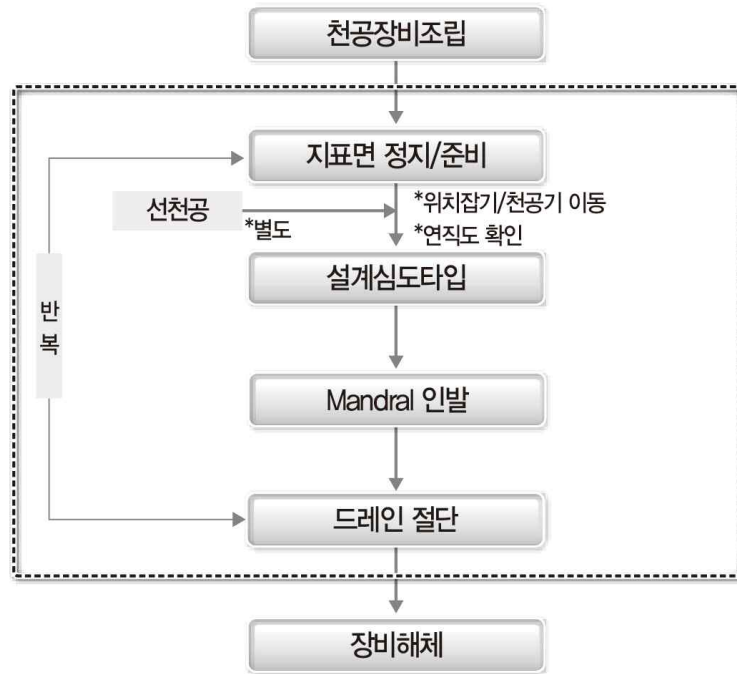 천공장비조립
지표면 정지/준비
선천공
*별도
*위치잡기/천공기 이동
*연직도 확인
설계심도타입
반
복
Mandral 인발
드레인 절단
장비해체